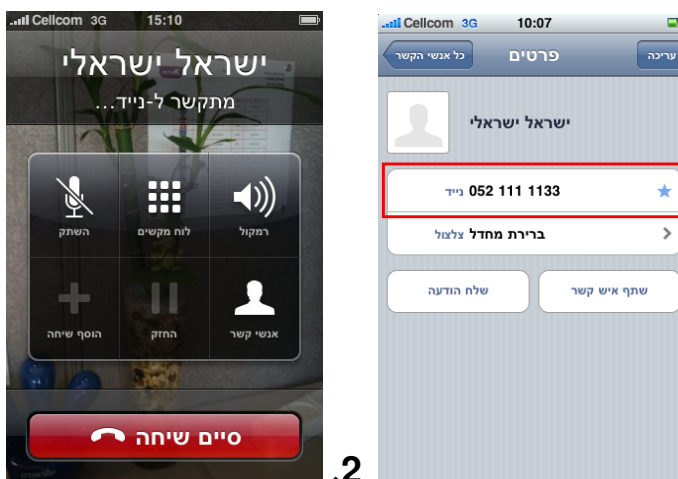 Cellcom 3G 15:10
ישראל ישראלי
מתקשר ל-נייד...
השתק לוח מקשים רמקול
הוסף שיחה החזק אנשי קשר
סיים שיחה
.2
Cellcom 3G 10:07
כל אנשי הקשר פרטים עריכה
ישראל ישראלי
נייד 052 111 1133
ברירת מחדל צלצול
שלח הודעה שתף איש קשר